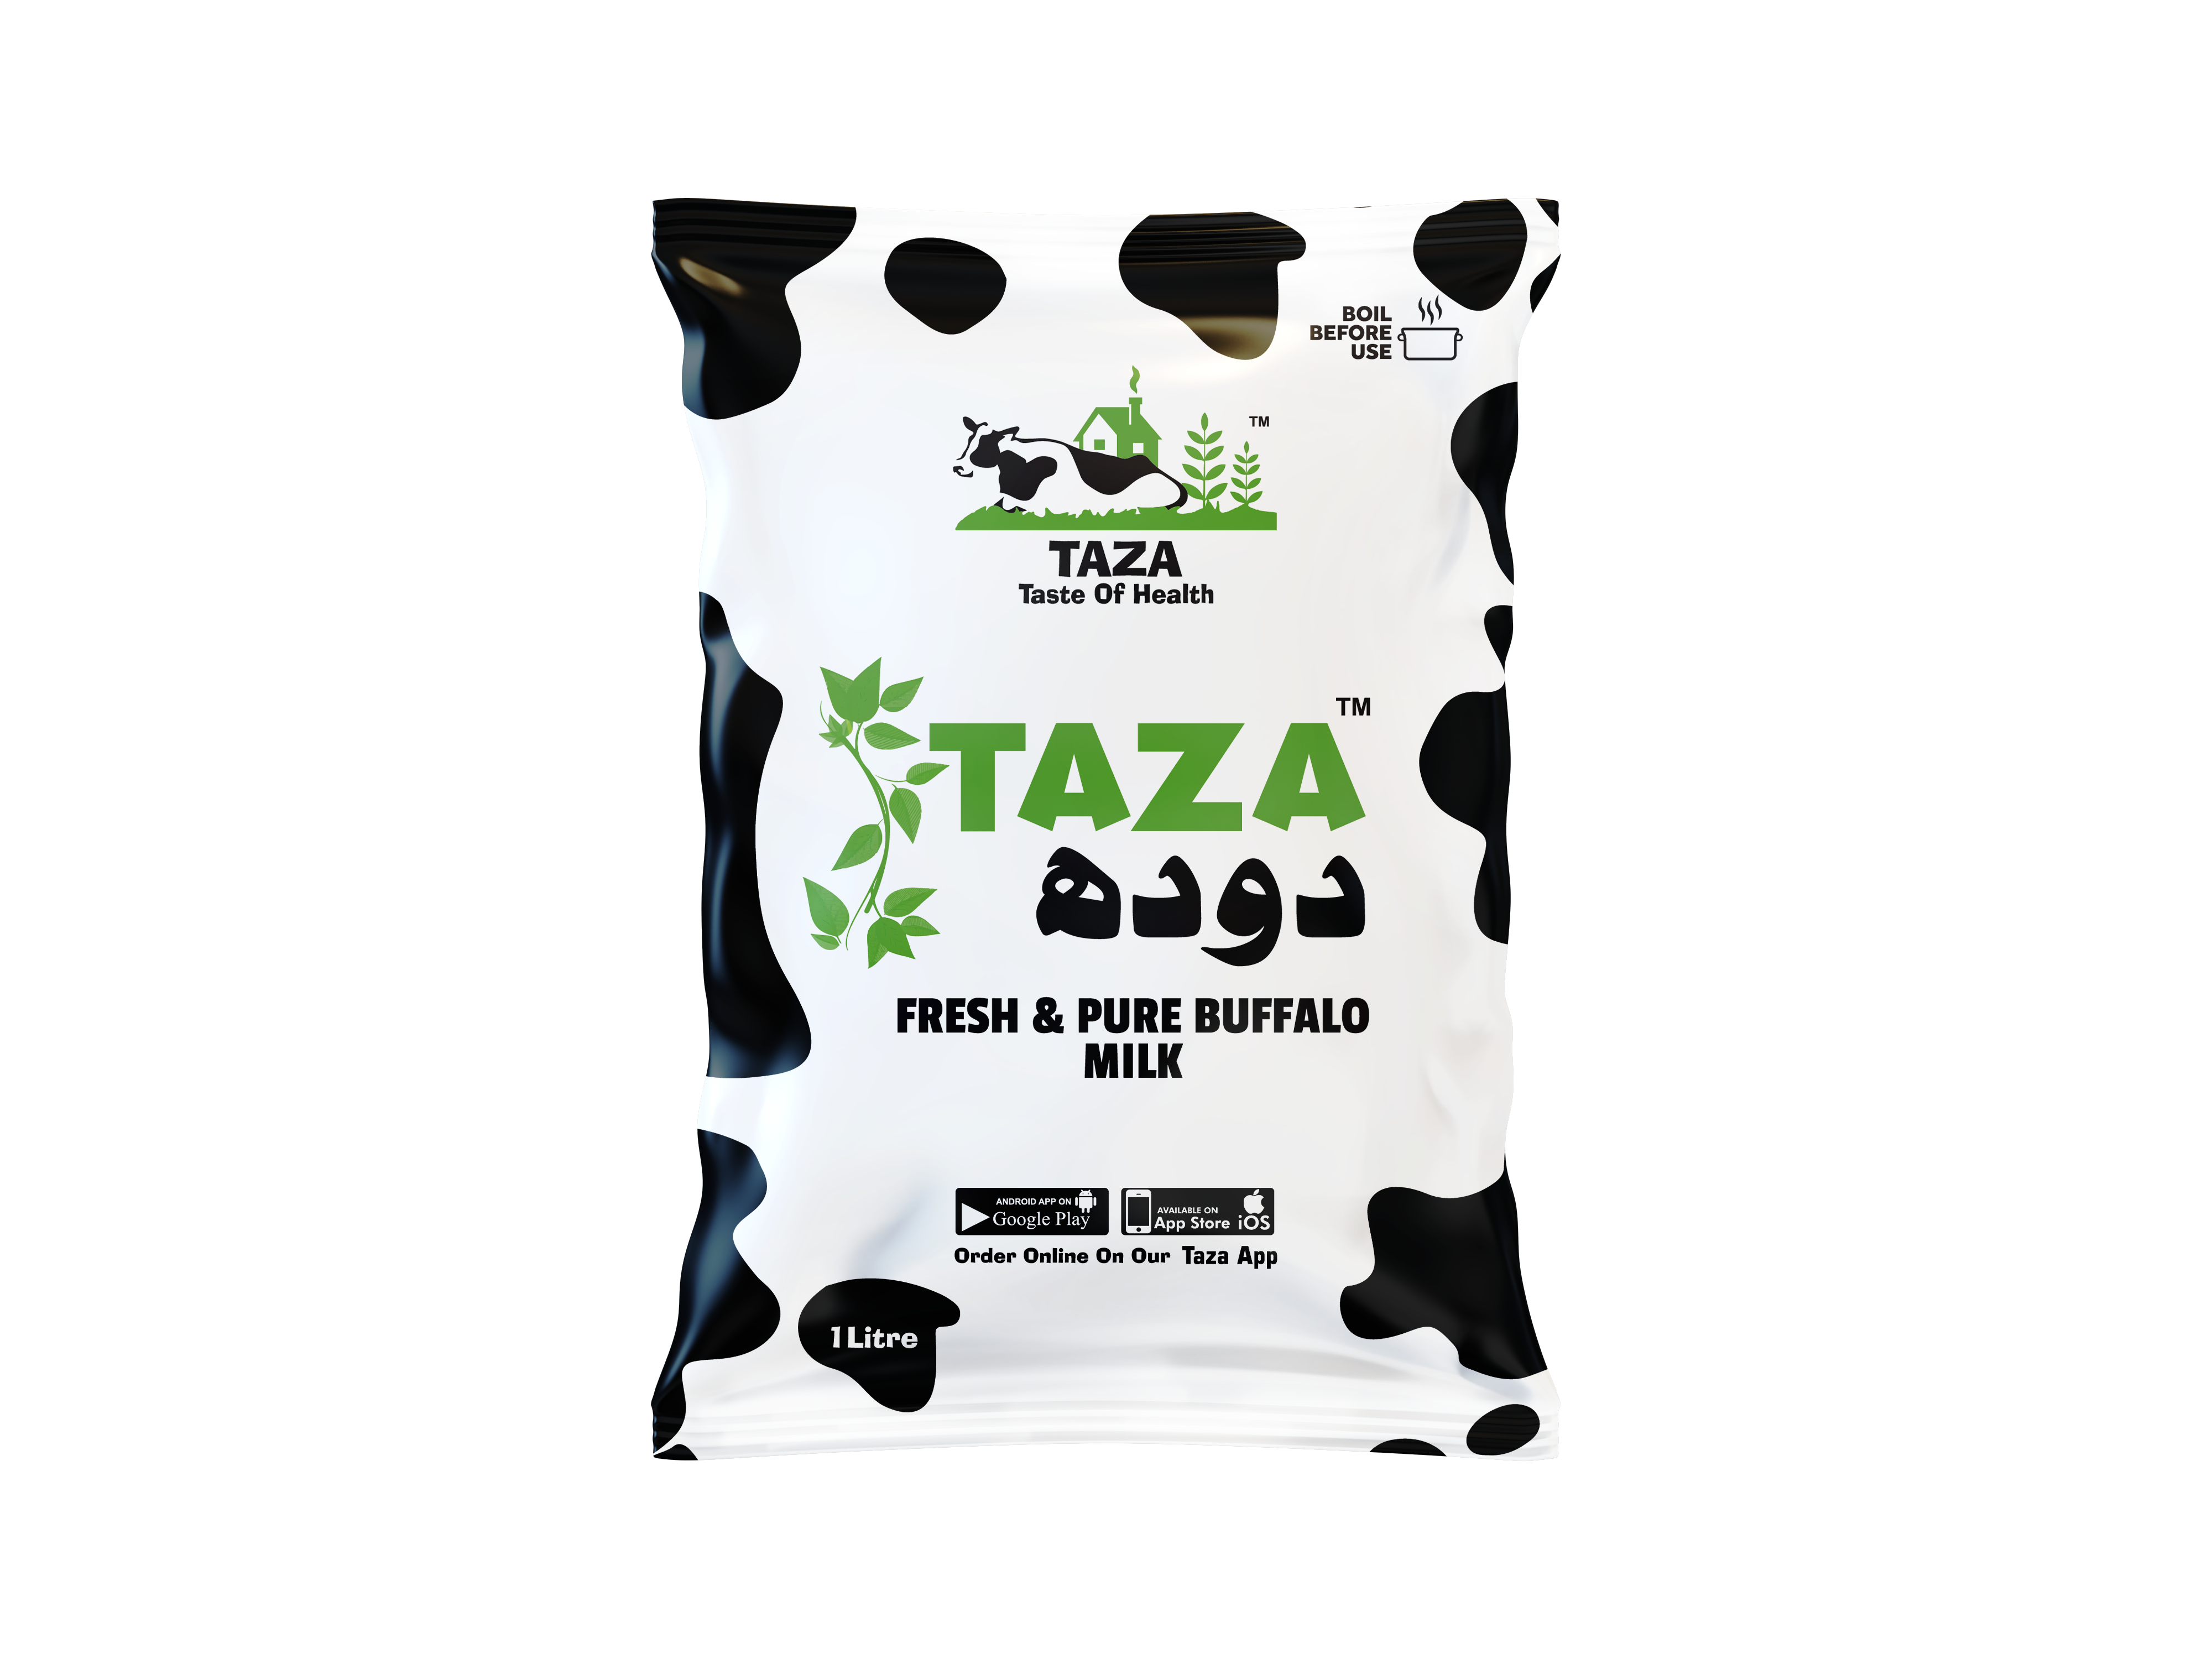 BOIL
BEFORE
USE
TM
TAZA
Taste Of Health
TM
TAZA
دودھ
FRESH & PURE BUFFALO
MILK
ANDROID APP ON
Google Play
AVAILABLE ON
App Store iOS
Order Online On Our Taza App
1 Litre